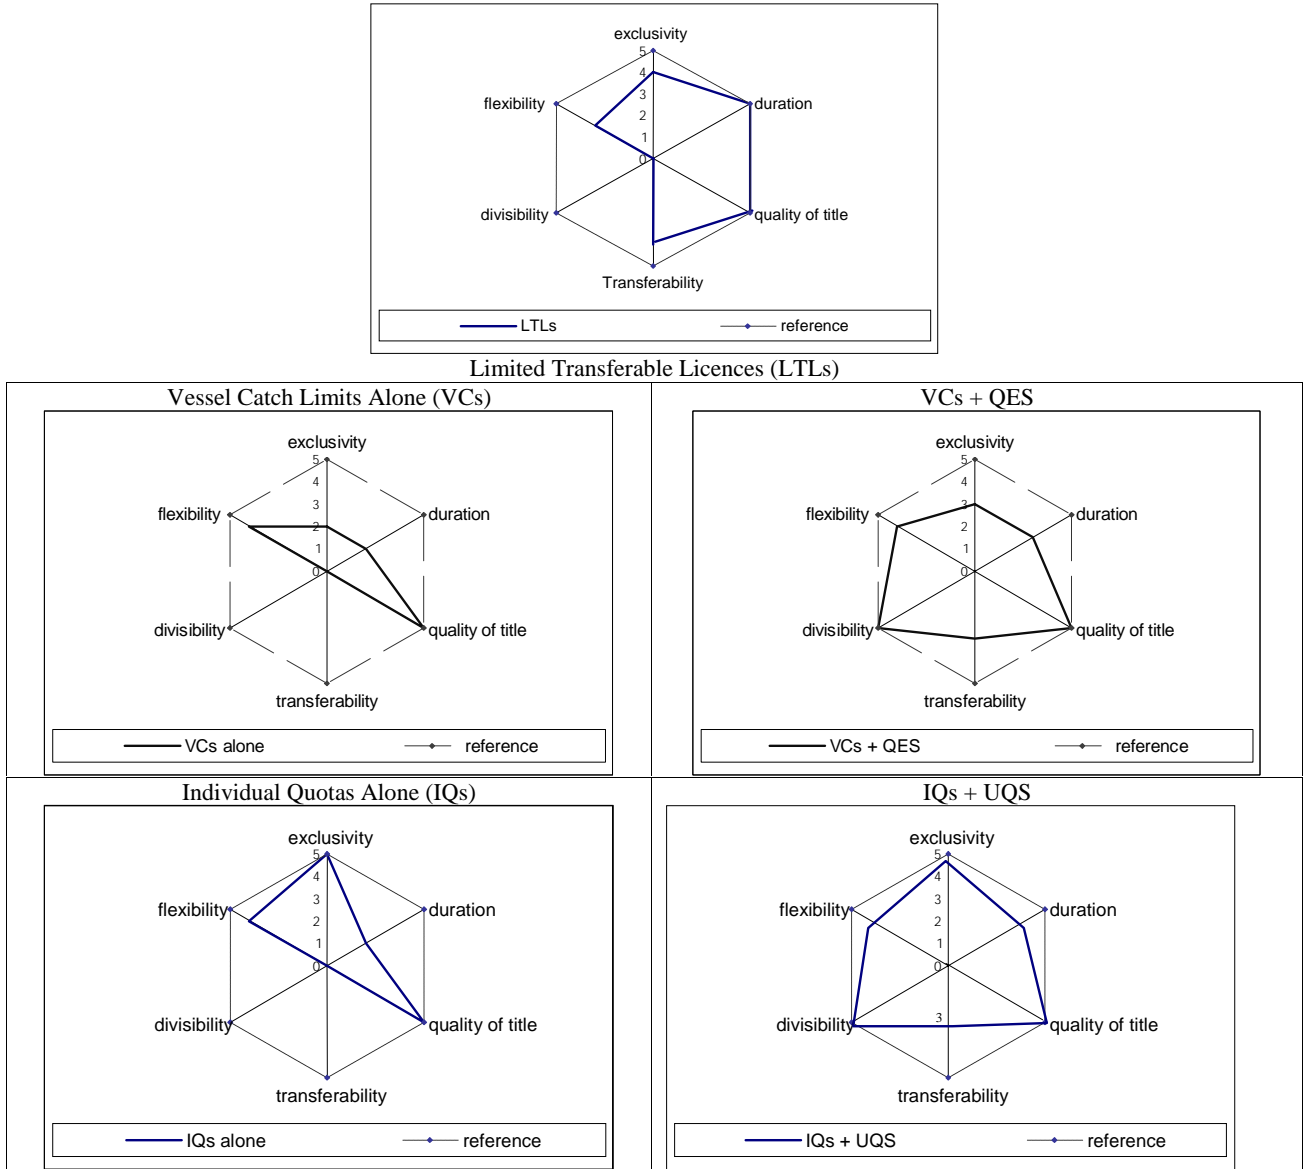 exclusivity
5
4
3
2
1
0
flexibility
duration
divisibility
quality of title
Transferability
LTLs
reference
Limited Transferable Licences (LTLs)
Vessel Catch Limits Alone (VCs)
exclusivity
5
4
3
2
1
0
flexibility
duration
divisibility
quality of title
transferability
VCs alone
reference
VCs + QES
exclusivity
5
4
3
2
1
0
flexibility
duration
divisibility
quality of title
transferability
VCs + QES
reference
Individual Quotas Alone (IQs)
exclusivity
5
4
3
2
1
0
flexibility
duration
divisibility
quality of title
transferability
IQs alone
reference
IQs + UQS
exclusivity
5
4
3
2
1
0
flexibility
duration
divisibility
3
quality of title
transferability
IQs + UQS
reference